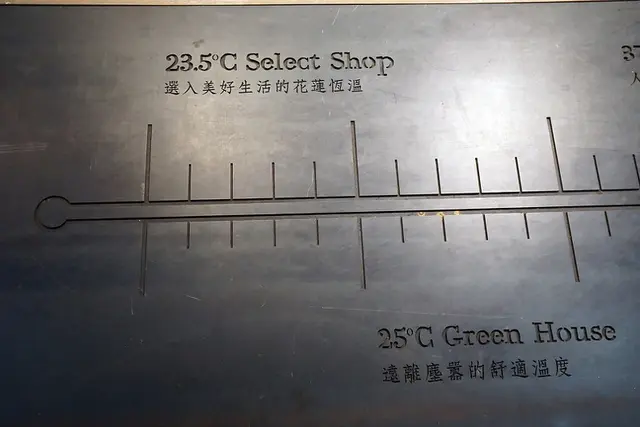 23.5°C Select Shop
選入美好生活的花蓮恆溫
25°C Green House
遠離塵囂的舒適溫度